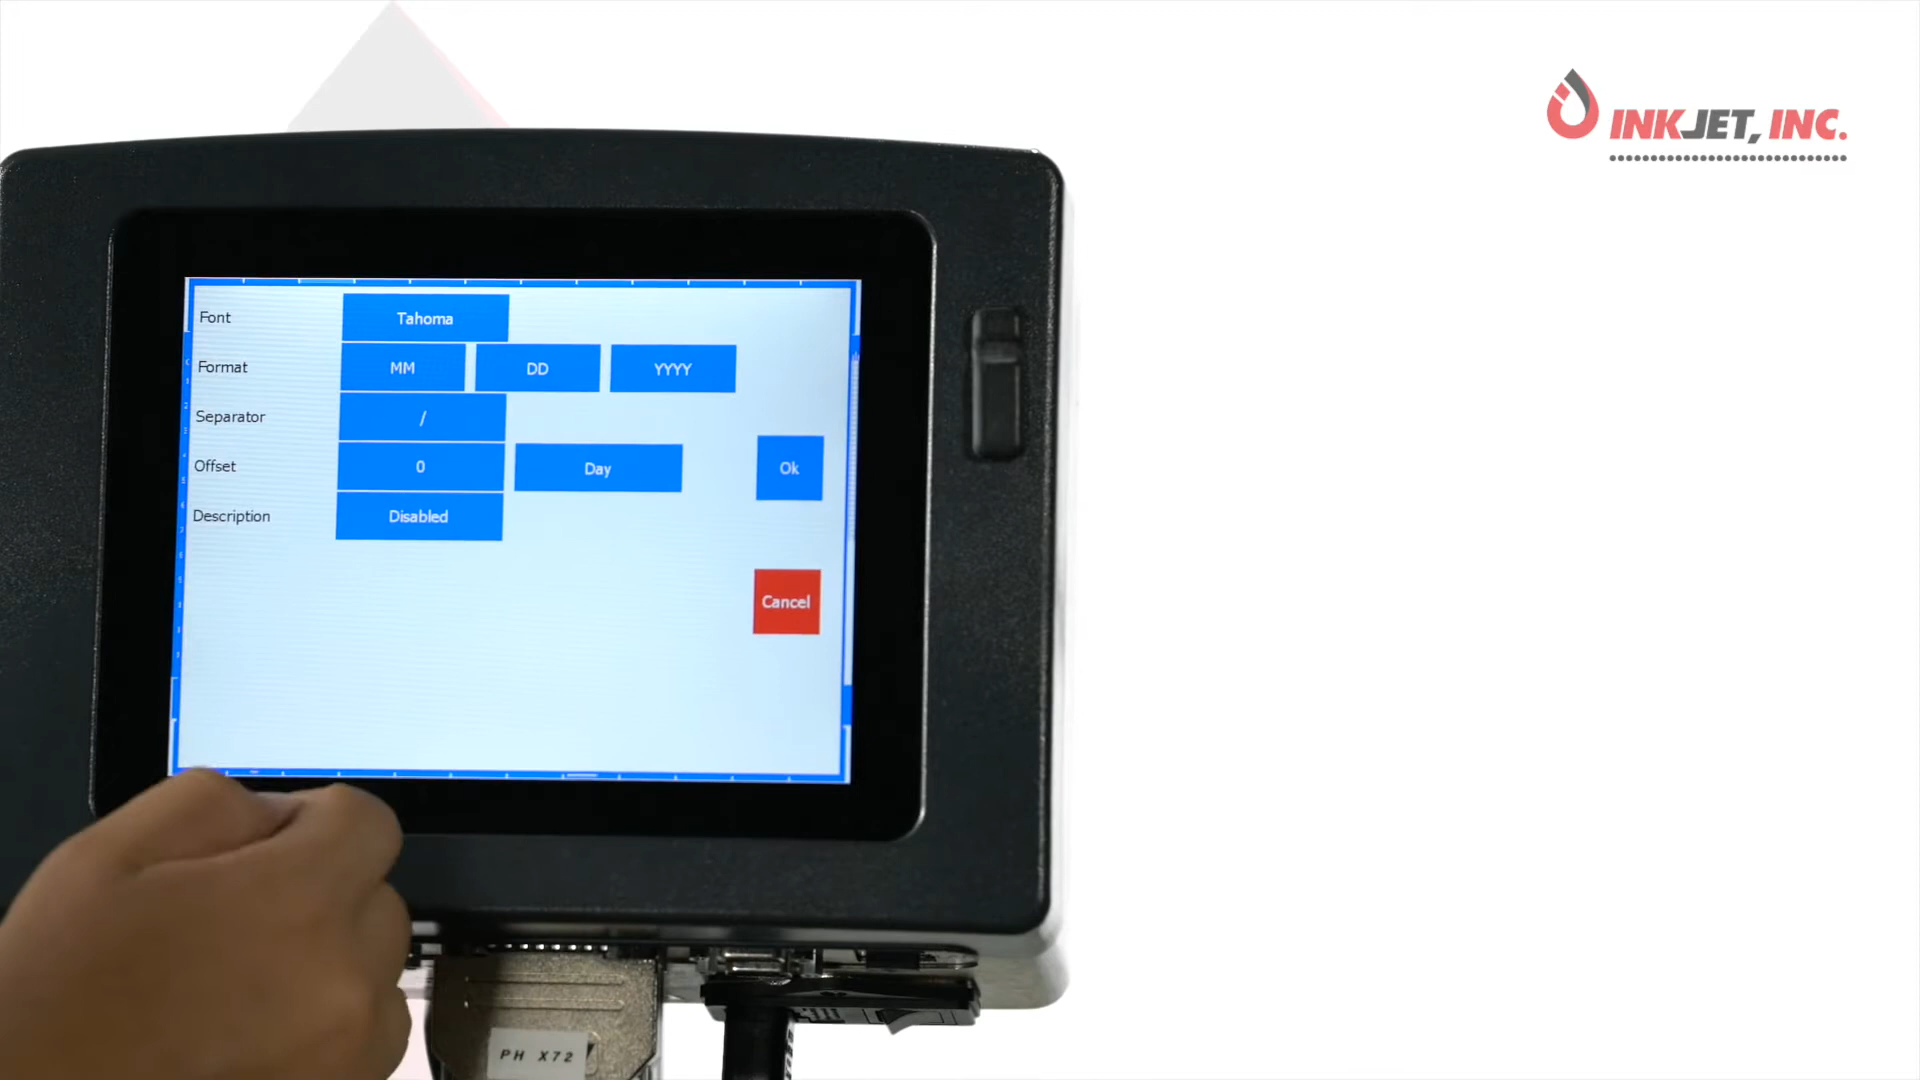 INKJET, INC.
Font Tahoma
Format MM DD YYYY
Separator /
Offset 0 Day Ok
Description Disabled
Cancel
PH X72